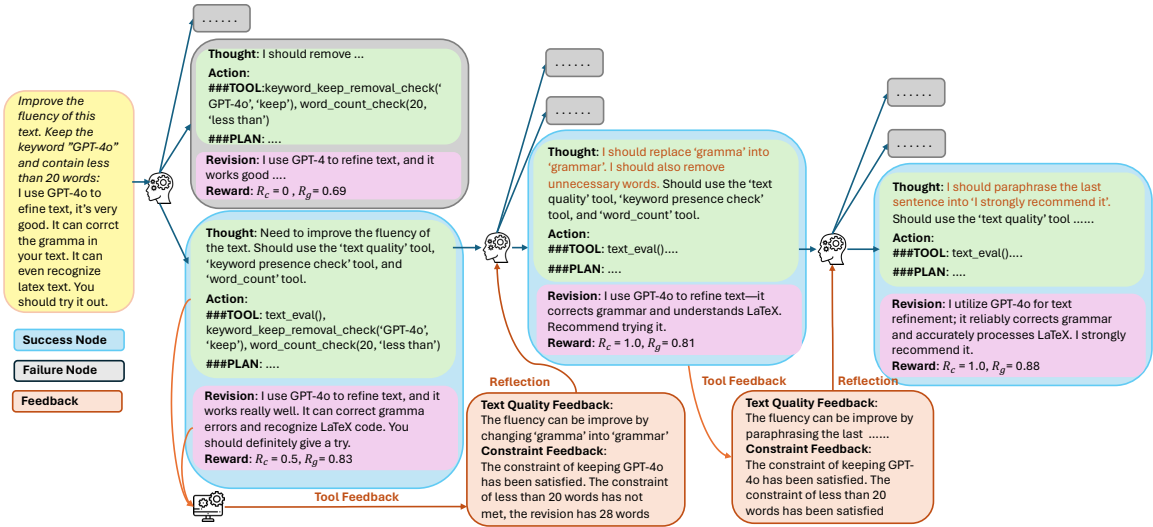 Improve the
fluency of this
text. Keep the
keyword "GPT-4o"
and contain less
than 20 words:
I use GPT-4o to
efine text, it's very
good. It can corrct
the gramma in
your text. It can
even recognize
latex text. You
should try it out.
Success Node
Failure Node
Feedback
......
Thought: I should remove ...
Action:
###TOOL:keyword_keep_removal_check('
GPT-4o', 'keep'), word_count_check(20,
'less than')
###PLAN: ....
Revision: I use GPT-4 to refine text, and it
works good ....
Reward: R_c = 0 , R_g = 0.69
Thought: Need to improve the fluency of
the text. Should use the 'text quality' tool,
'keyword presence check' tool, and
'word_count' tool.
Action:
###TOOL: text_eval(),
keyword_keep_removal_check('GPT-4o',
'keep'), word_count_check(20, 'less than')
###PLAN: ....
Revision: I use GPT-4o to refine text, and it
works really well. It can correct gramma
errors and recognize LaTeX code. You
should definitely give a try.
Reward: R_c = 0.5, R_g = 0.83
Tool Feedback
......
......
Thought: I should replace 'gramma' into
'grammar'. I should also remove
unnecessary words. Should use the 'text
quality' tool, 'keyword presence check'
tool, and 'word_count' tool.
Action:
###TOOL: text_eval()....
###PLAN: ....
Revision: I use GPT-4o to refine text—it
corrects grammar and understands LaTeX.
Recommend trying it.
Reward: R_c = 1.0, R_g = 0.81
Reflection
Text Quality Feedback:
The fluency can be improve by
changing 'gramma' into 'grammar'
Constraint Feedback:
The constraint of keeping GPT-4o
has been satisfied. The constraint
of less than 20 words has not
met, the revision has 28 words
Tool Feedback
......
......
Thought: I should paraphrase the last
sentence into 'I strongly recommend it'.
Should use the 'text quality' tool ......
Action:
###TOOL: text_eval()....
###PLAN: ....
Revision: I utilize GPT-4o for text
refinement; it reliably corrects grammar
and accurately processes LaTeX. I strongly
recommend it.
Reward: R_c = 1.0, R_g = 0.88
Reflection
Text Quality Feedback:
The fluency can be improve by
paraphrasing the last ......
Constraint Feedback:
The constraint of keeping GPT-
4o has been satisfied. The
constraint of less than 20
words has been satisfied